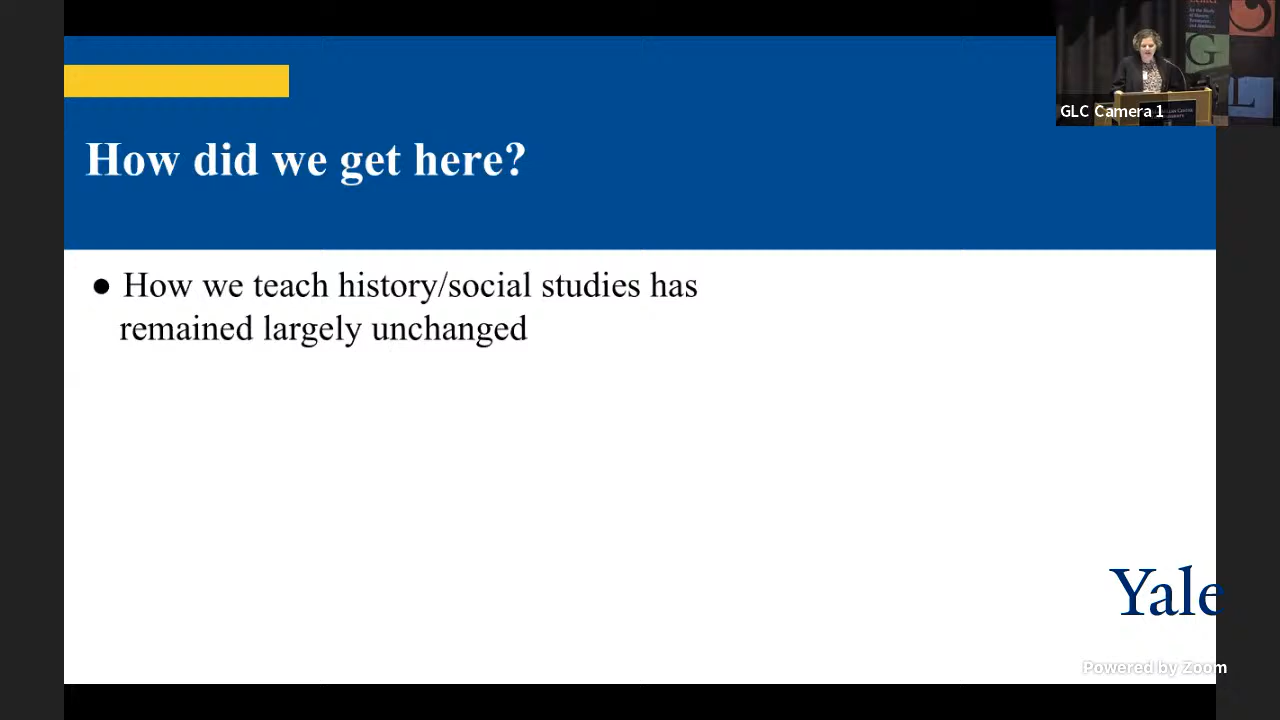 How did we get here?
● How we teach history/social studies has
remained largely unchanged
GLC Camera 1
G
L
Yale
Powered by Zoom